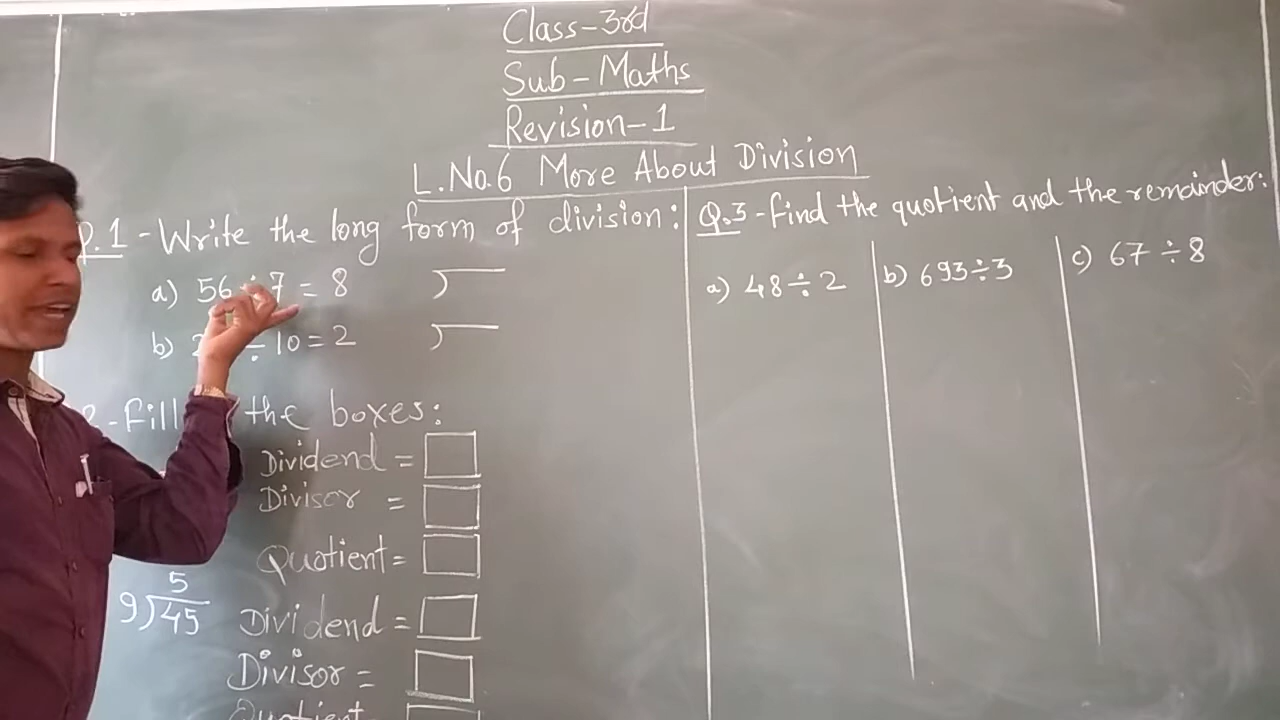 Class-3rd
Sub-Maths
Revision-1
L.No.6 More About Division
Q.1-Write the long form of division:
a) 56÷7 = 8
b) ÷10=2
Fill the boxes:
Dividend =
Divisor =
Quotient =
5
9)45
Dividend =
Divisor =
Quotient
Q.3-Find the quotient and the remainder:
a) 48÷2
b) 693÷3
c) 67÷8